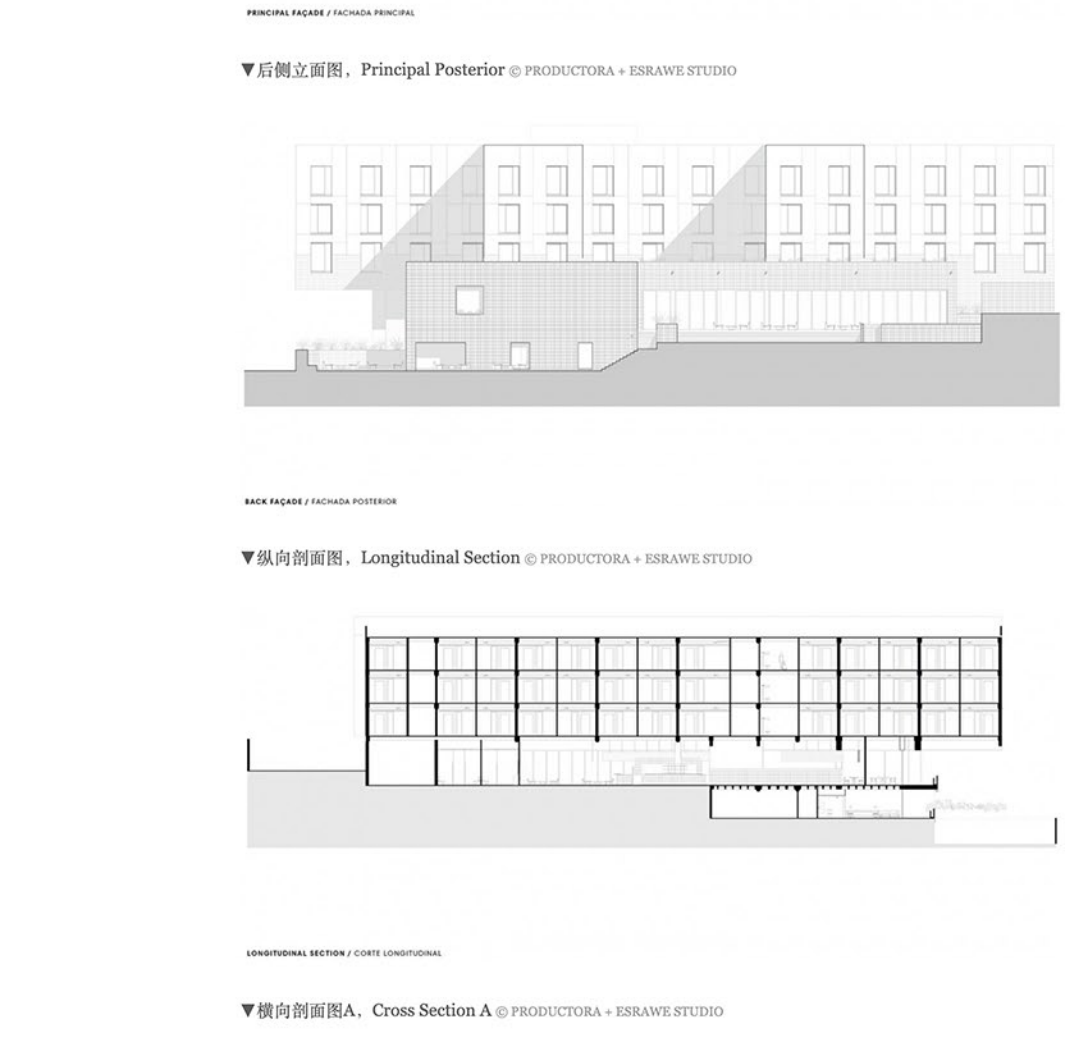 PRINCIPAL FAÇADE / FACHADA PRINCIPAL
▼后侧立面图，Principal Posterior © PRODUCTORA + ESRAWE STUDIO
BACK FAÇADE / FACHADA POSTERIOR
▼纵向剖面图，Longitudinal Section © PRODUCTORA + ESRAWE STUDIO
LONGITUDINAL SECTION / CORTE LONGITUDINAL
▼横向剖面图A，Cross Section A © PRODUCTORA + ESRAWE STUDIO